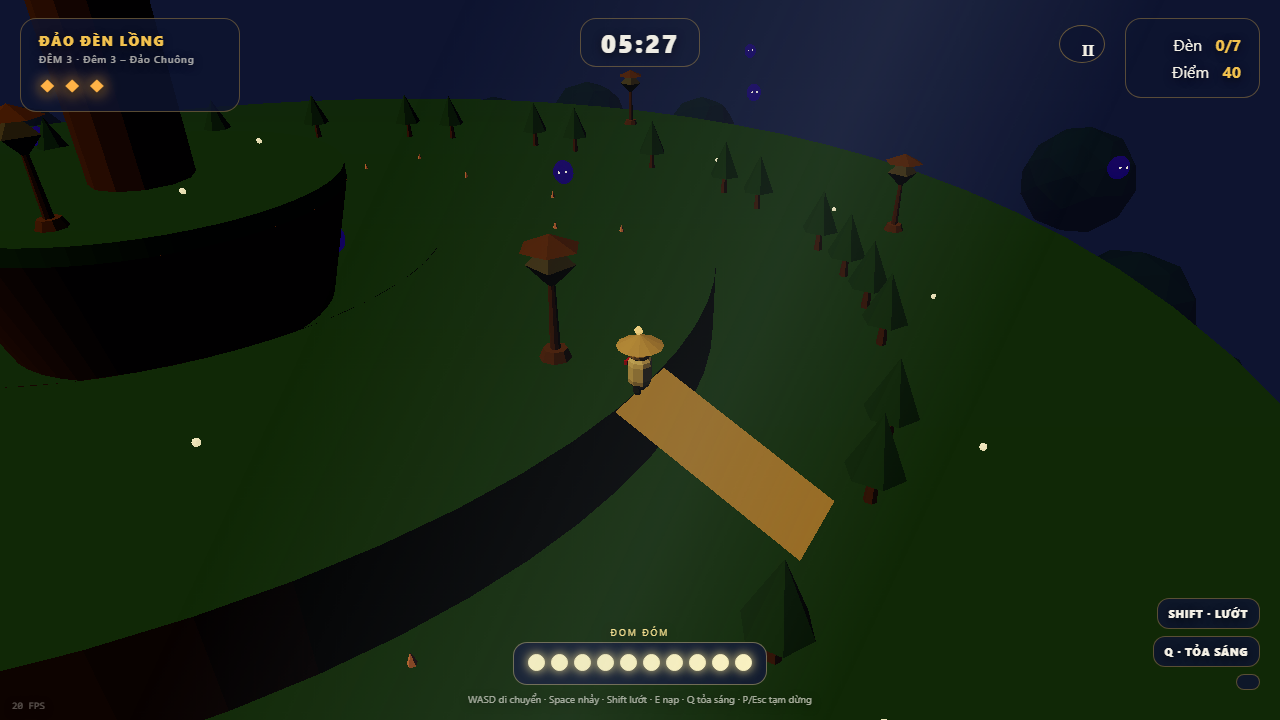 ĐẢO ĐÈN LỒNG
ĐÊM 3 · Đêm 3 – Đảo Chuông
05:27
II
Đèn 0/7
Điểm 40
SHIFT · LƯỚT
Q · TỎA SÁNG
ĐOM ĐÓM
WASD di chuyển · Space nhảy · Shift lướt · E nạp · Q tỏa sáng · P/Esc tạm dừng
20 FPS